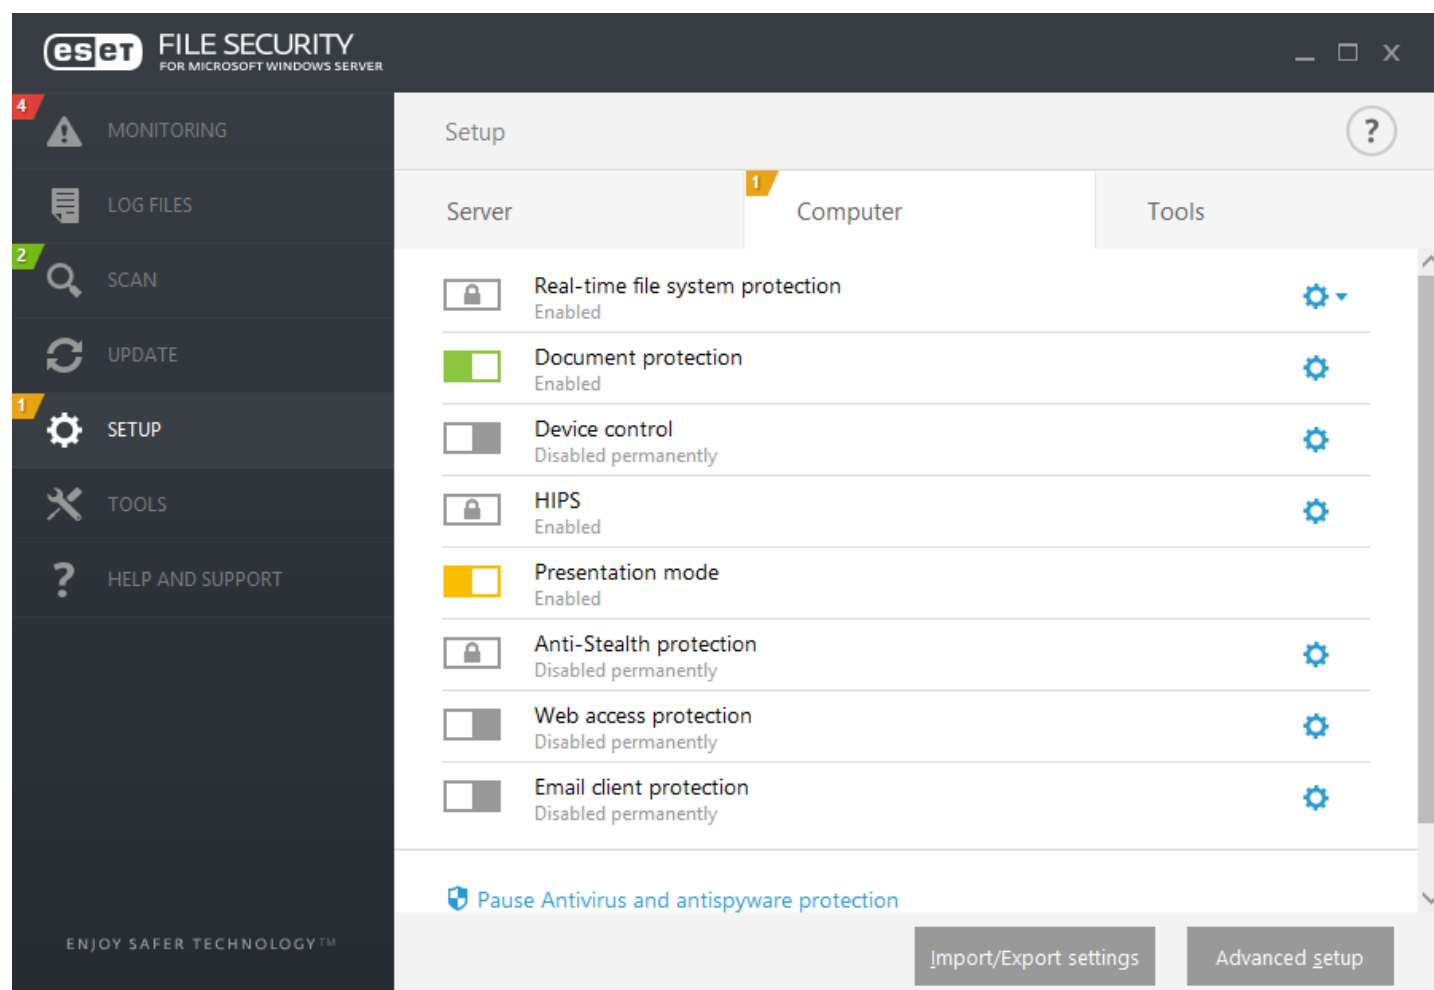 eset FILE SECURITY
FOR MICROSOFT WINDOWS SERVER
4
MONITORING
LOG FILES
2
SCAN
UPDATE
1
SETUP
TOOLS
?
HELP AND SUPPORT
ENJOY SAFER TECHNOLOGY™
Setup
?
Server
1
Computer
Tools
Real-time file system protection
Enabled
Document protection
Enabled
Device control
Disabled permanently
HIPS
Enabled
Presentation mode
Enabled
Anti-Stealth protection
Disabled permanently
Web access protection
Disabled permanently
Email client protection
Disabled permanently
Pause Antivirus and antispyware protection
Import/Export settings
Advanced setup